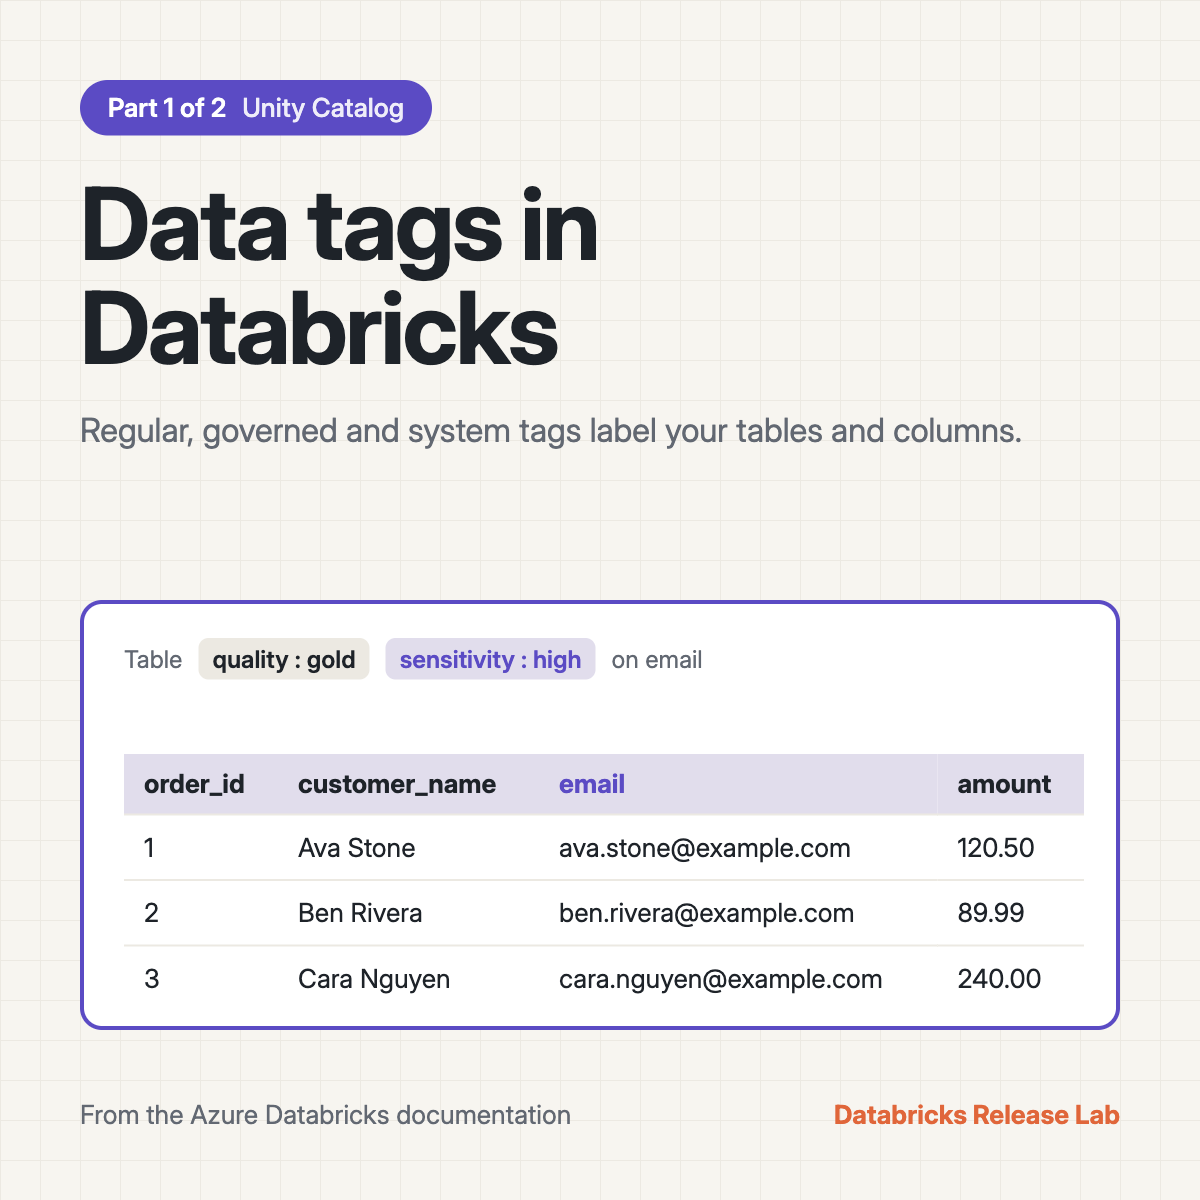 Part 1 of 2 Unity Catalog
Data tags in
Databricks
Regular, governed and system tags label your tables and columns.
Table quality : gold sensitivity : high on email
order_id customer_name email amount
1 Ava Stone ava.stone@example.com 120.50
2 Ben Rivera ben.rivera@example.com 89.99
3 Cara Nguyen cara.nguyen@example.com 240.00
From the Azure Databricks documentation Databricks Release Lab